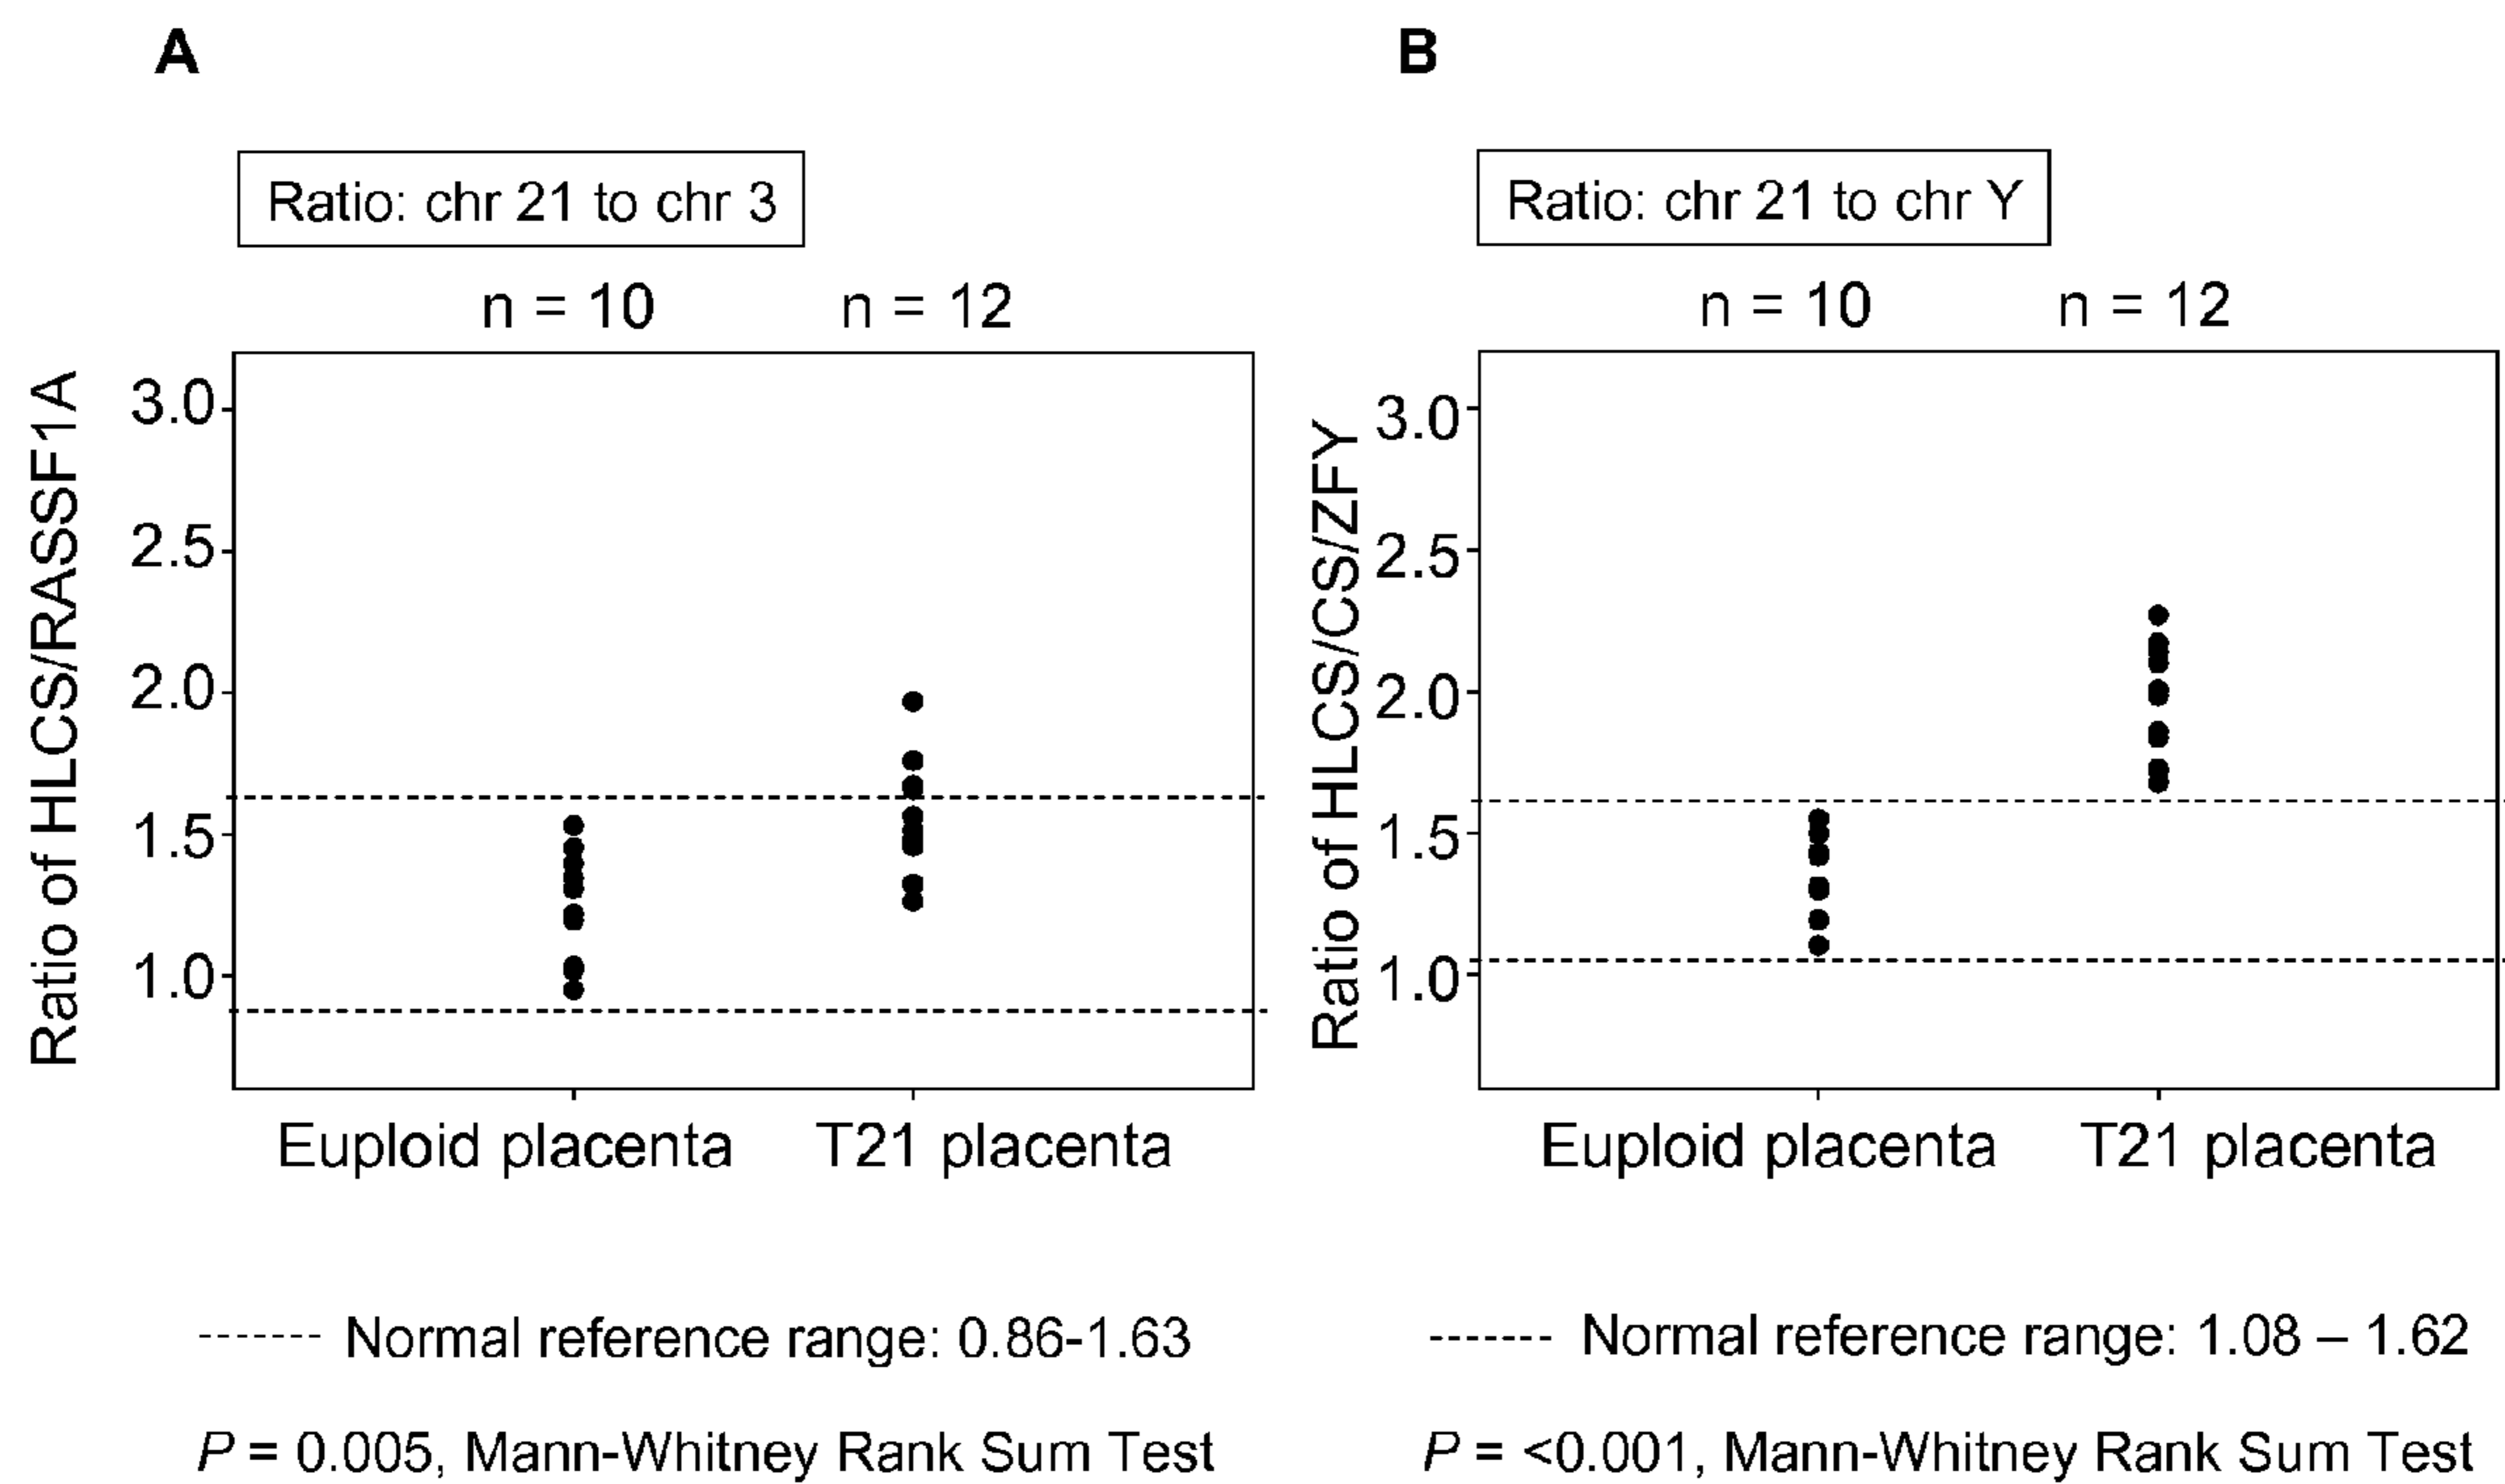 A
Ratio: chr 21 to chr 3
n = 10
n = 12
Ratio of HLCS/RASSF1A
3.0
2.5
2.0
1.5
1.0
Euploid placenta
T21 placenta
Normal reference range: 0.86-1.63
P = 0.005, Mann-Whitney Rank Sum Test
B
Ratio: chr 21 to chr Y
n = 10
n = 12
Ratio of HLCS/CS/ZFY
3.0
2.5
2.0
1.5
1.0
Euploid placenta
T21 placenta
Normal reference range: 1.08 – 1.62
P = <0.001, Mann-Whitney Rank Sum Test